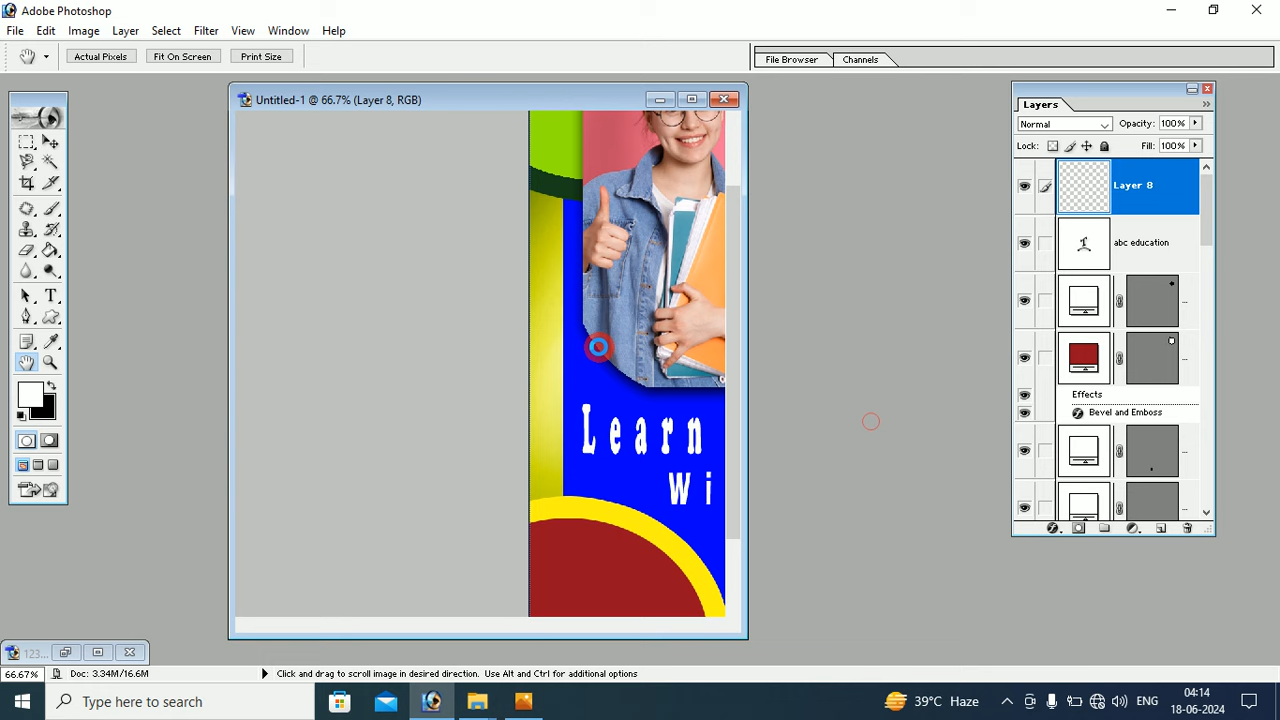 Adobe Photoshop
File Edit Image Layer Select Filter View Window Help
Actual Pixels Fit On Screen Print Size File Browser Channels
Untitled-1 @ 66.7% (Layer 8, RGB)
Learn
Wi
Layers
Normal Opacity: 100%
Lock: Fill: 100%
Layer 8
abc education
...
...
Effects
Bevel and Emboss
...
...
123...
66.67% Doc: 3.34M/16.6M Click and drag to scroll image in desired direction. Use Alt and Ctrl for additional options
Type here to search 39°C Haze ENG 04:14
18-06-2024